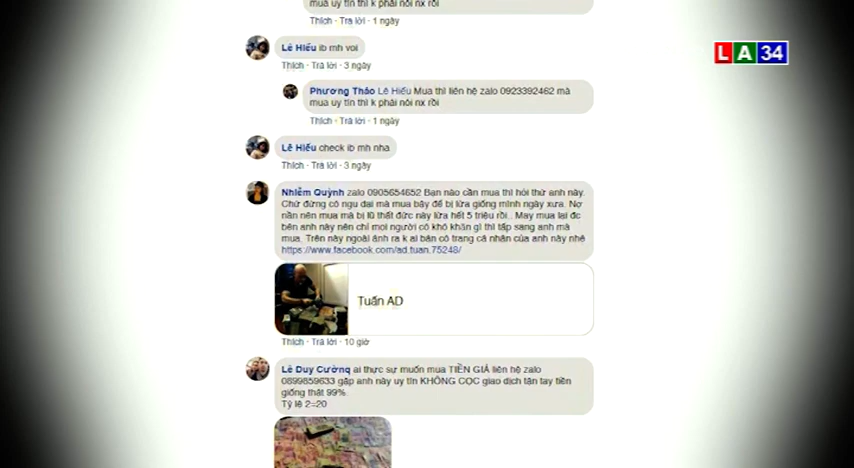 mua uy tín thì k phải nói nx rồi
Thích · Trả lời · 1 ngày
LA34
Lê Hiếu ib mh voi
Thích · Trả lời · 3 ngày
Phương Thảo Lê Hiếu Mua thì liên hệ zalo 0923392462 mà
mua uy tín thì k phải nói nx rồi
Thích · Trả lời · 1 ngày
Lê Hiếu check ib mh nha
Thích · Trả lời · 3 ngày
Nhiễm Quỳnh zalo 0905654652 Bạn nào cần mua thì hỏi thử anh này.
Chứ đừng có ngu dại mà mua bậy để bị lừa giống mình ngày xưa. Nợ
nần nên mua mà bị lũ thất đức này lừa hết 5 triệu rồi.. May mua lại đc
bên anh này nên chỉ mọi người có khó khăn gì thì tấp sang anh mà
mua. Trên này ngoài ảnh ra k ai bán có trang cá nhân của anh này nhé
https://www.facebook.com/ad.tuan.75248/
Tuấn AD
Thích · Trả lời · 10 giờ
Lê Duy Cường ai thực sự muốn mua TIỀN GIẢ liên hệ zalo
0899859633 gặp anh này uy tín KHÔNG CỌC giao dịch tận tay tiền
giống thật 99%.
Tỷ lệ 2=20